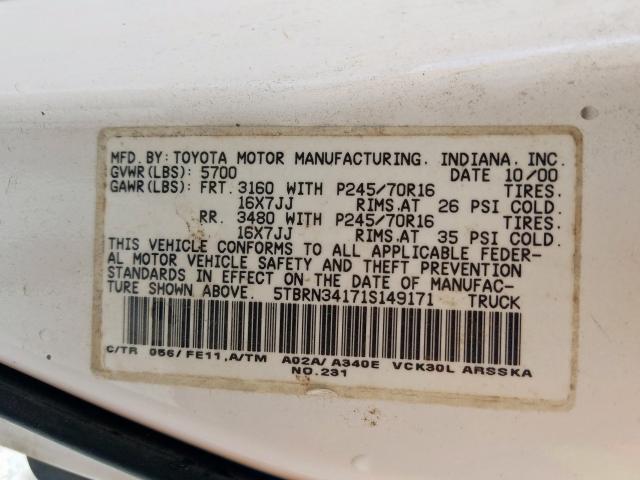 MFD. BY: TOYOTA MOTOR MANUFACTURING. INDIANA. INC.
GVWR(LBS): 5700 DATE 10/00
GAWR(LBS): FRT. 3160 WITH P245/70R16 TIRES.
16X7JJ RIMS.AT 26 PSI COLD.
RR. 3480 WITH P245/70R16 TIRES.
16X7JJ RIMS.AT 35 PSI COLD.
THIS VEHICLE CONFORMS TO ALL APPLICABLE FEDER-
AL MOTOR VEHICLE SAFETY AND THEFT PREVENTION
STANDARDS IN EFFECT ON THE DATE OF MANUFAC-
TURE SHOWN ABOVE. 5TBRN34171S149171 TRUCK
C/TR 056/FE11,A/TM A02A/A340E VCK30L ARSSKA
NO.231